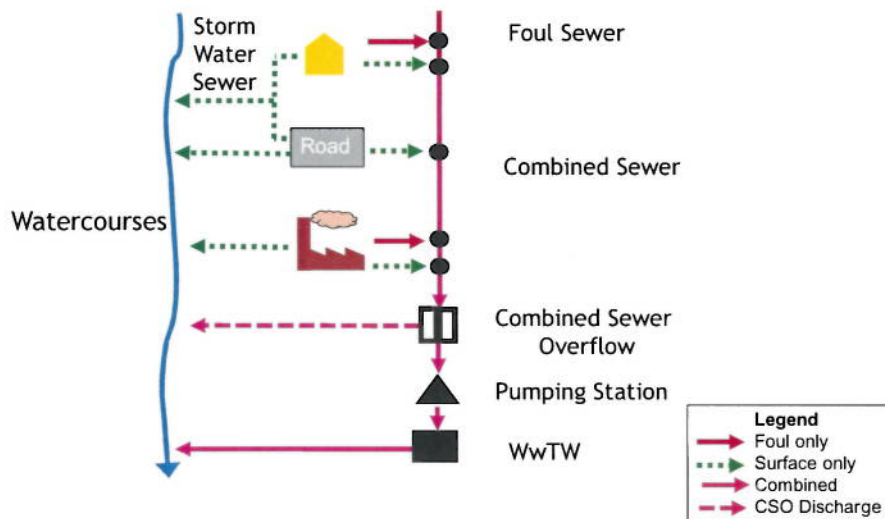 Storm
Water
Sewer
Foul Sewer
Road
Combined Sewer
Watercourses
Combined Sewer
Overflow
Pumping Station
WwTW
Legend
Foul only
Surface only
Combined
CSO Discharge